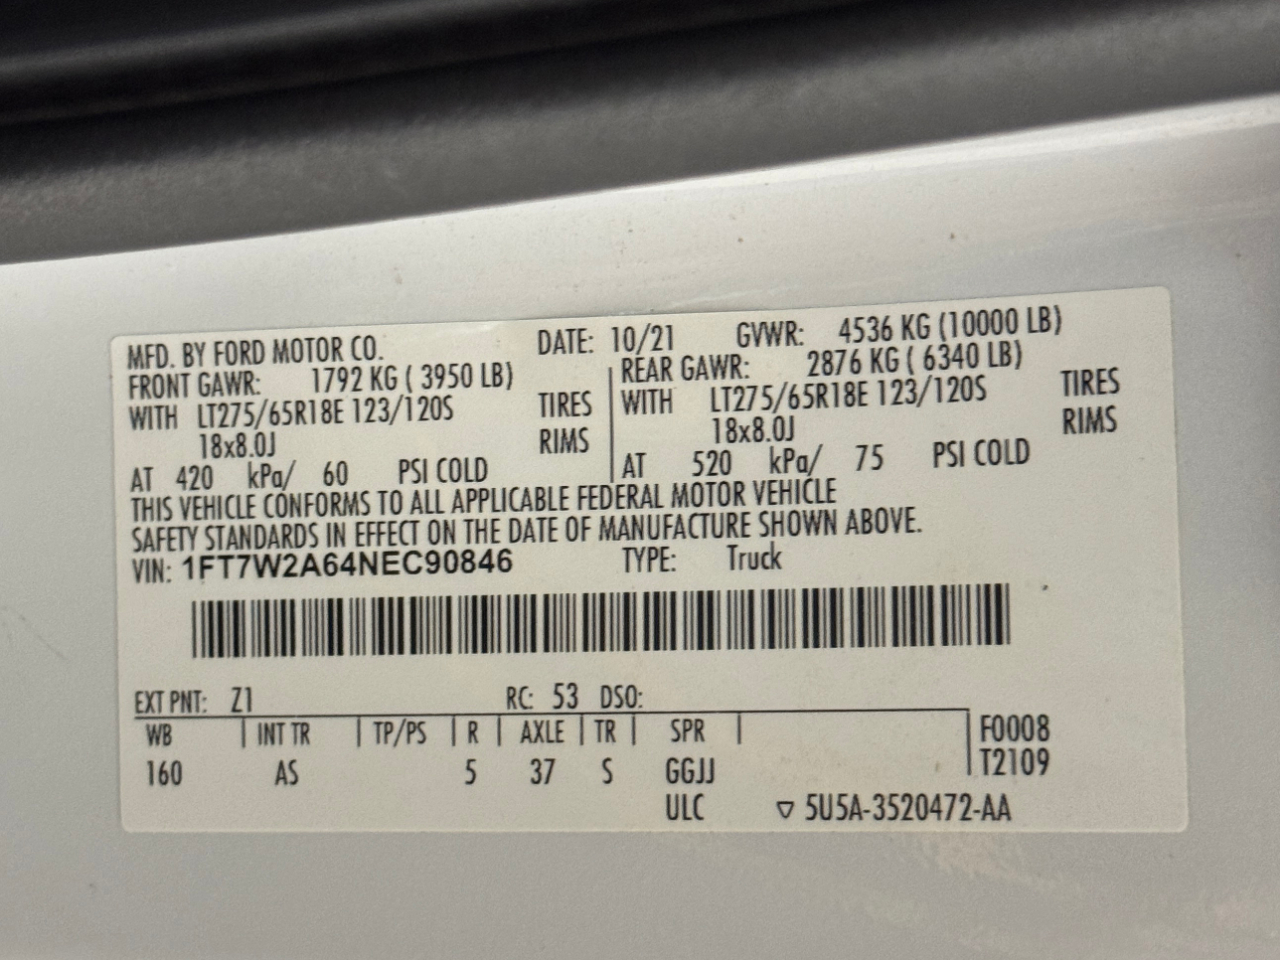 MFD. BY FORD MOTOR CO. DATE: 10/21 GVWR: 4536 KG (10000 LB)
FRONT GAWR: 1792 KG ( 3950 LB) REAR GAWR: 2876 KG ( 6340 LB)
WITH LT275/65R18E 123/120S TIRES WITH LT275/65R18E 123/120S TIRES
18x8.0J RIMS 18x8.0J RIMS
AT 420 kPa/ 60 PSI COLD AT 520 kPa/ 75 PSI COLD
THIS VEHICLE CONFORMS TO ALL APPLICABLE FEDERAL MOTOR VEHICLE
SAFETY STANDARDS IN EFFECT ON THE DATE OF MANUFACTURE SHOWN ABOVE.
VIN: 1FT7W2A64NEC90846 TYPE: Truck
EXT PNT: Z1 RC: 53 DSO:
WB INT TR TP/PS R AXLE TR SPR F0008
160 AS 5 37 S GGJJ T2109
ULC ▽ 5U5A-3520472-AA